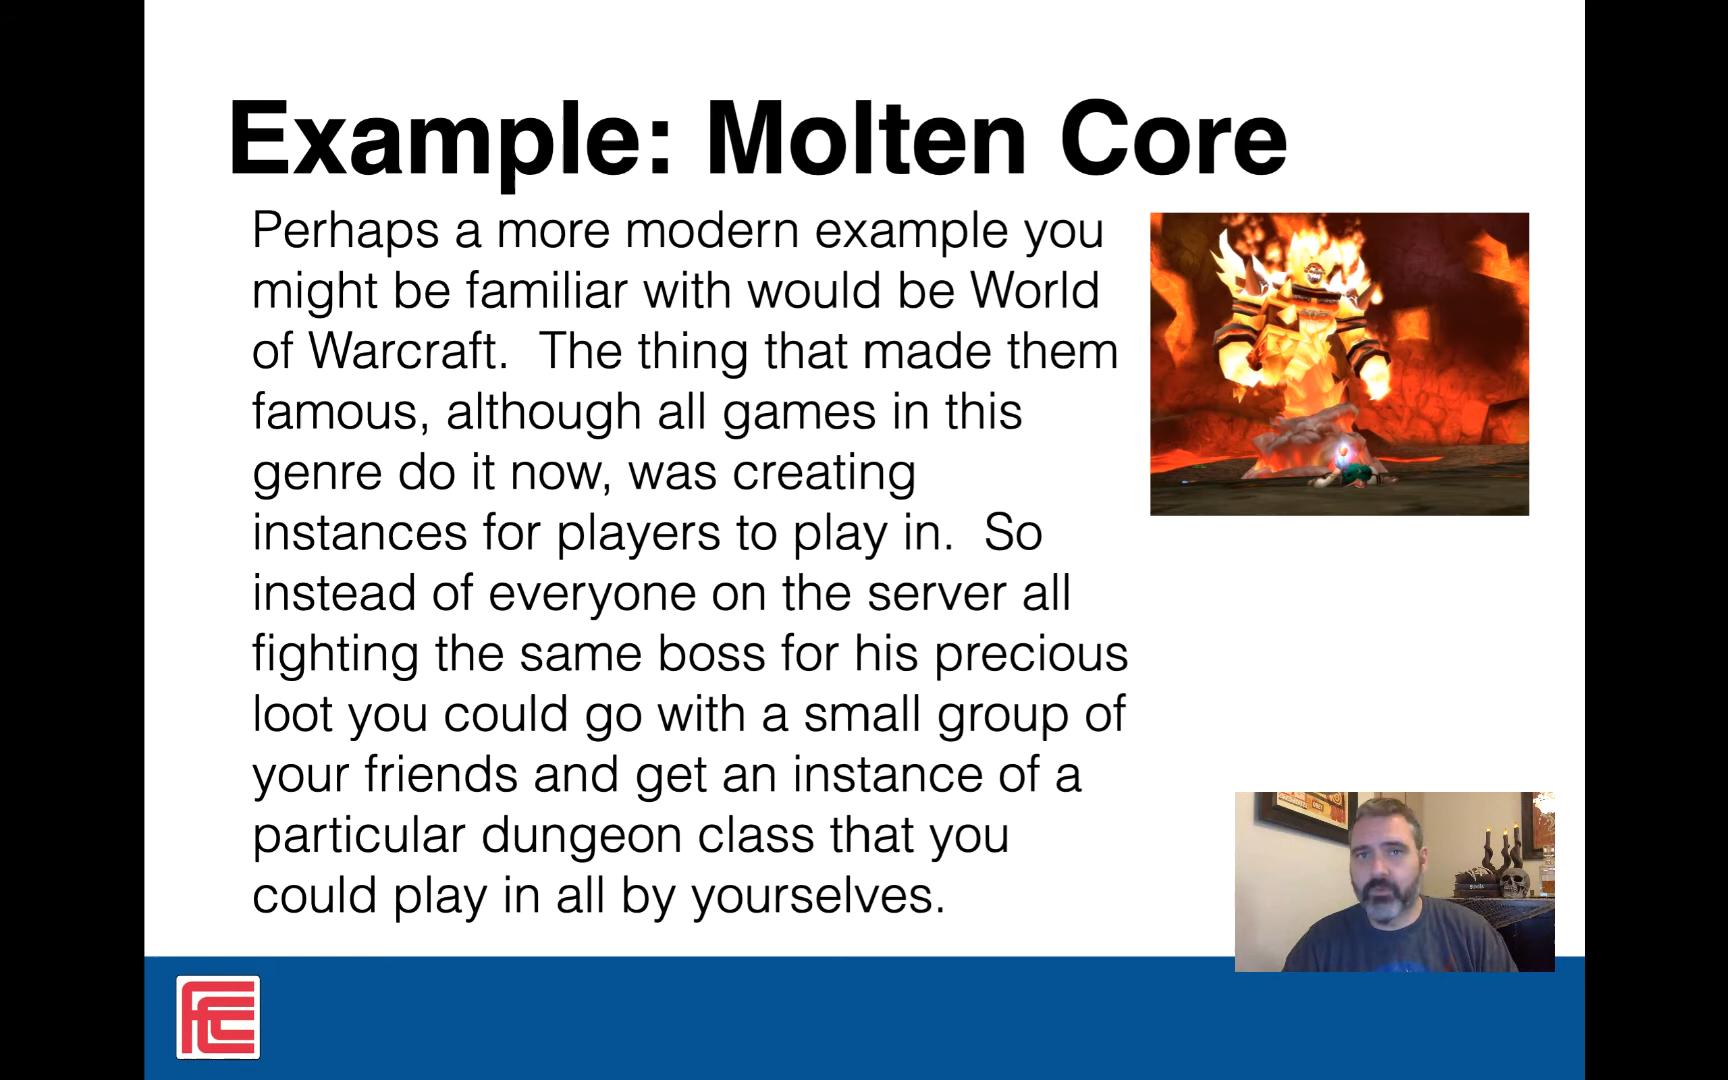 Example: Molten Core
Perhaps a more modern example you
might be familiar with would be World
of Warcraft.  The thing that made them
famous, although all games in this
genre do it now, was creating
instances for players to play in.  So
instead of everyone on the server all
fighting the same boss for his precious
loot you could go with a small group of
your friends and get an instance of a
particular dungeon class that you
could play in all by yourselves.
FCC